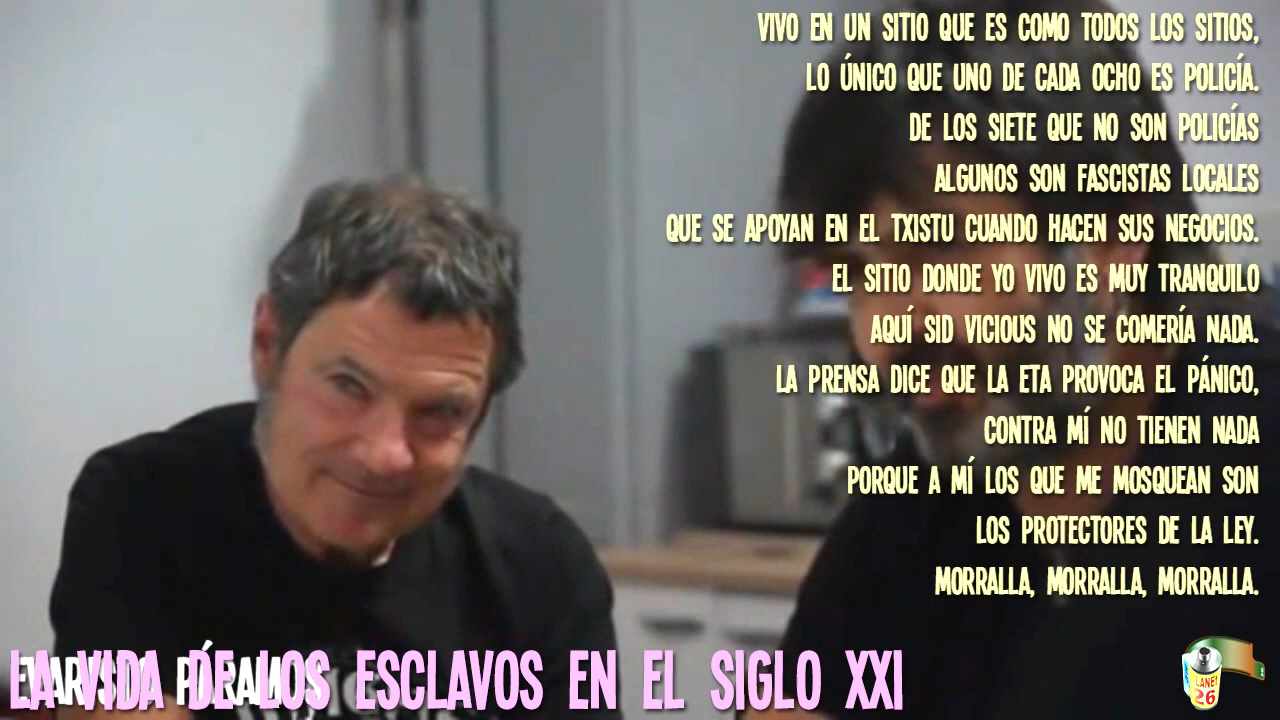 VIVO EN UN SITIO QUE ES COMO TODOS LOS SITIOS,
LO ÚNICO QUE UNO DE CADA OCHO ES POLICÍA.
DE LOS SIETE QUE NO SON POLICÍAS
ALGUNOS SON FASCISTAS LOCALES
QUE SE APOYAN EN EL TXISTU CUANDO HACEN SUS NEGOCIOS.
EL SITIO DONDE YO VIVO ES MUY TRANQUILO
AQUÍ SID VICIOUS NO SE COMERÍA NADA.
LA PRENSA DICE QUE LA ETA PROVOCA EL PÁNICO,
CONTRA MÍ NO TIENEN NADA
PORQUE A MÍ LOS QUE ME MOSQUEAN SON
LOS PROTECTORES DE LA LEY.
MORRALLA, MORRALLA, MORRALLA.
LA VIDA DE LOS ESCLAVOS EN EL SIGLO XXI
26